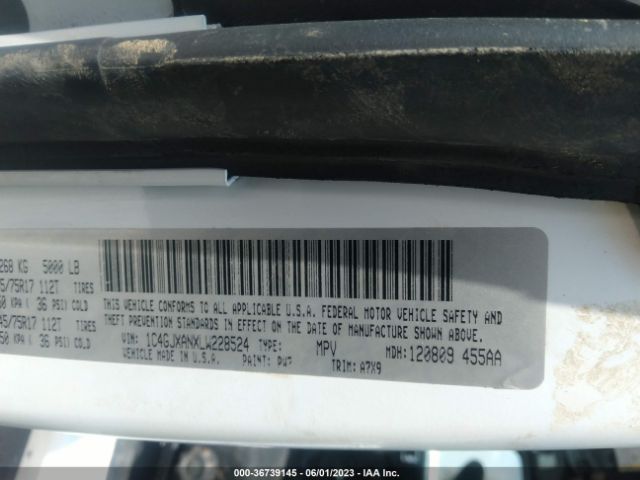 268 KG 5000 LB
5/75R17 112T TIRES
50 KPA ( 36 PSI) COLD
45/75R17 112T TIRES
50 KPA ( 36 PSI) COLD
THIS VEHICLE CONFORMS TO ALL APPLICABLE U.S.A. FEDERAL MOTOR VEHICLE SAFETY AND
THEFT PREVENTION STANDARDS IN EFFECT ON THE DATE OF MANUFACTURE SHOWN ABOVE.
VIN: 1C4GJXANXLW228524 TYPE: MPV MDH: 120809 455AA
VEHICLE MADE IN U.S.A. PAINT: PW7 TRIM: A7X9
000-36739145 - 06/01/2023 - IAA Inc.